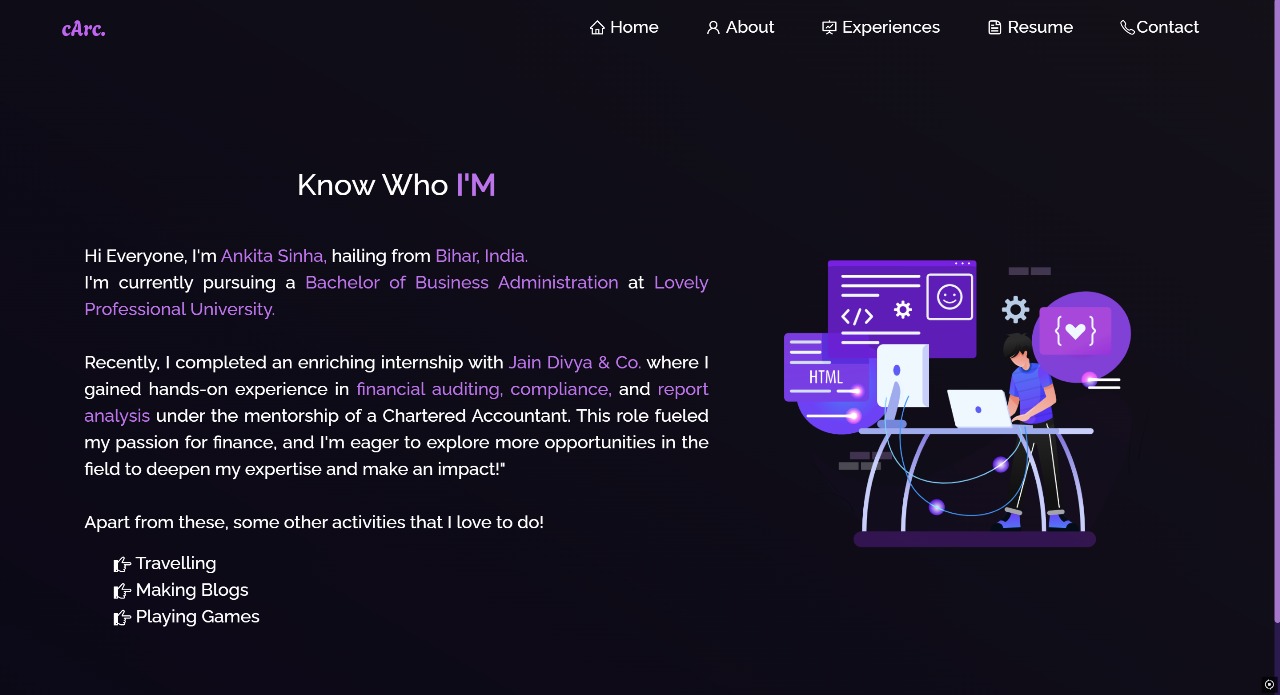 cArc.
Home
About
Experiences
Resume
Contact
Know Who I'M
Hi Everyone, I'm Ankita Sinha, hailing from Bihar, India.
I'm currently pursuing a Bachelor of Business Administration at Lovely
Professional University.
Recently, I completed an enriching internship with Jain Divya & Co. where I
gained hands-on experience in financial auditing, compliance, and report
analysis under the mentorship of a Chartered Accountant. This role fueled
my passion for finance, and I'm eager to explore more opportunities in the
field to deepen my expertise and make an impact!"
Apart from these, some other activities that I love to do!
Travelling
Making Blogs
Playing Games
</>
HTML
{ }